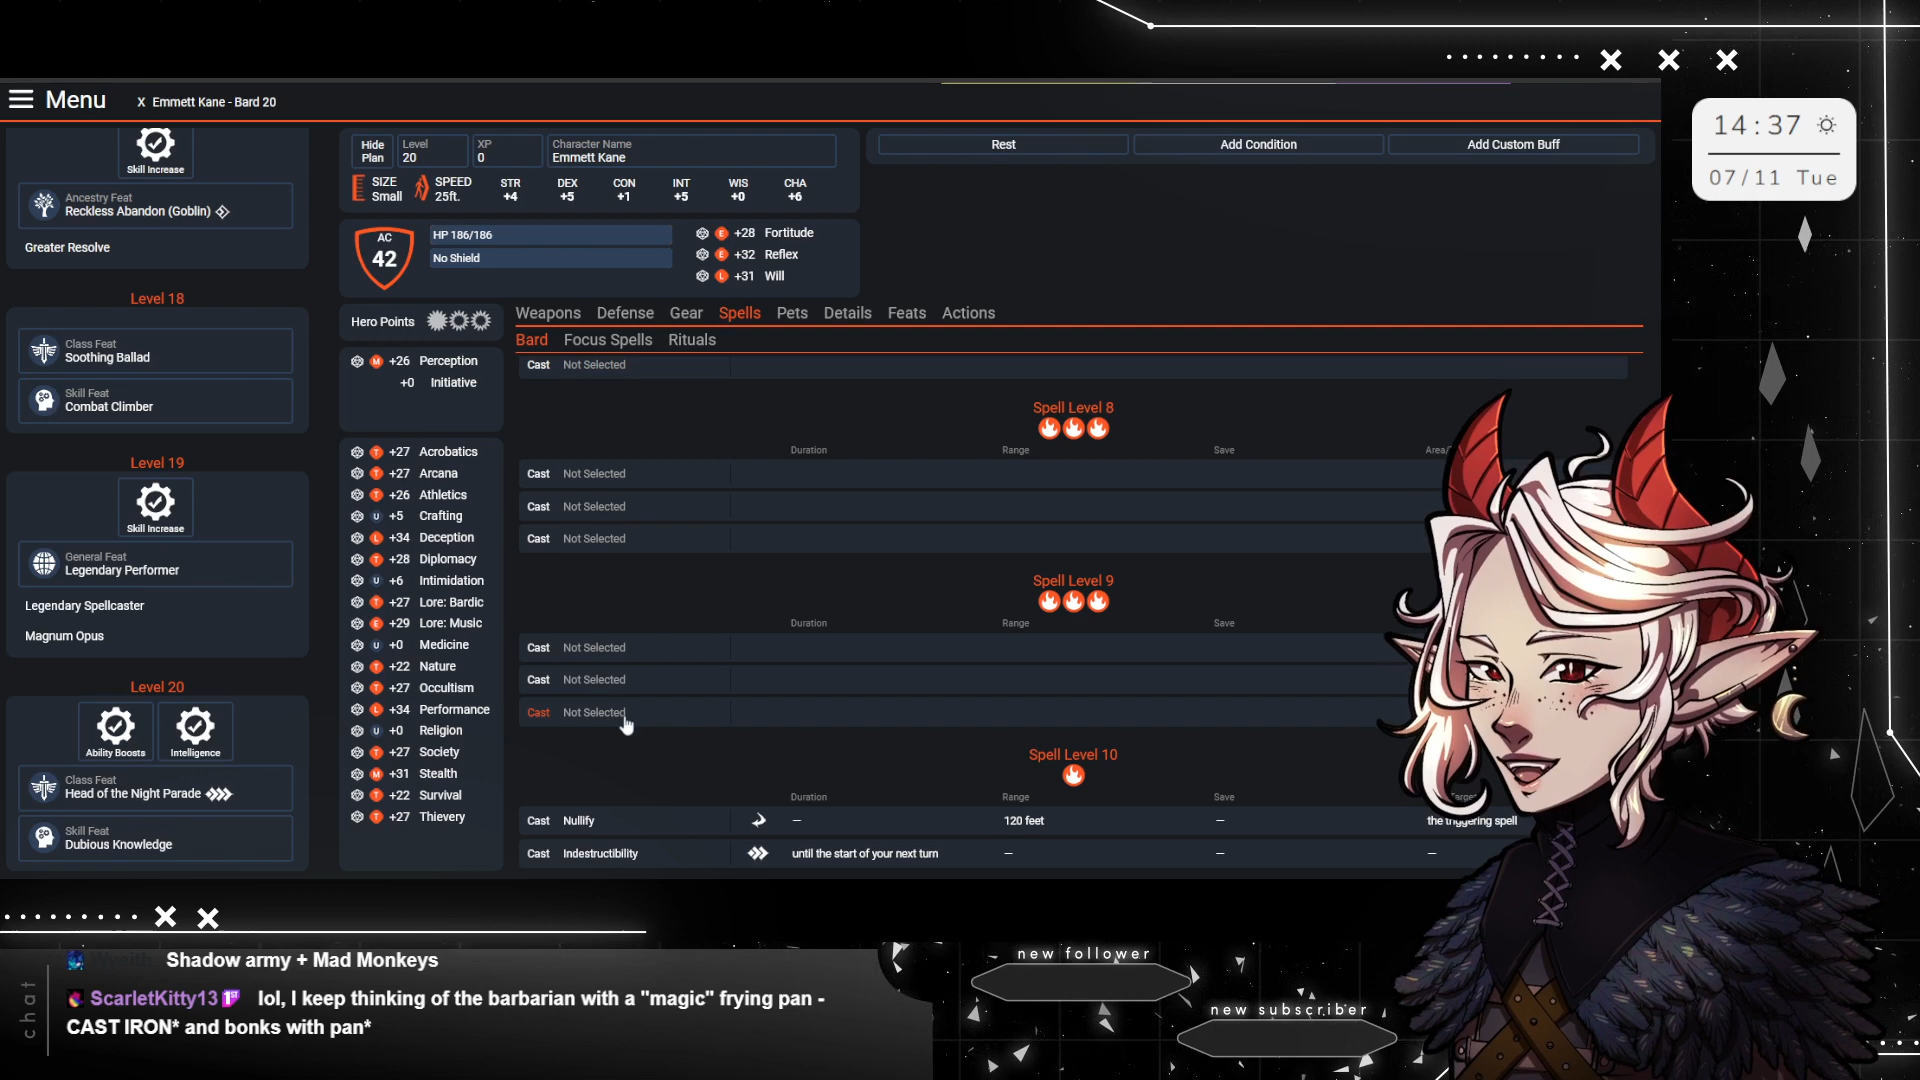 Menu
X Emmett Kane - Bard 20
14:37
07/11 Tue
Skill Increase
Ancestry Feat
Reckless Abandon (Goblin)
Greater Resolve
Level 18
Class Feat
Soothing Ballad
Skill Feat
Combat Climber
Level 19
Skill Increase
General Feat
Legendary Performer
Legendary Spellcaster
Magnum Opus
Level 20
Ability Boosts
Intelligence
Class Feat
Head of the Night Parade
Skill Feat
Dubious Knowledge
Hide Plan
Level 20
XP 0
Character Name
Emmett Kane
SIZE Small
SPEED 25ft.
STR +4
DEX +5
CON +1
INT +5
WIS +0
CHA +6
AC 42
HP 186/186
No Shield
E +28 Fortitude
E +32 Reflex
L +31 Will
Rest
Add Condition
Add Custom Buff
Hero Points
M +26 Perception
+0 Initiative
T +27 Acrobatics
T +27 Arcana
T +26 Athletics
U +5 Crafting
L +34 Deception
T +28 Diplomacy
U +6 Intimidation
T +27 Lore: Bardic
E +29 Lore: Music
U +0 Medicine
T +22 Nature
T +27 Occultism
L +34 Performance
U +0 Religion
T +27 Society
M +31 Stealth
T +22 Survival
T +27 Thievery
Weapons Defense Gear Spells Pets Details Feats Actions
Bard Focus Spells Rituals
Cast Not Selected
Spell Level 8
Duration Range Save Area/
Cast Not Selected
Cast Not Selected
Cast Not Selected
Spell Level 9
Duration Range Save
Cast Not Selected
Cast Not Selected
Cast Not Selected
Spell Level 10
Duration Range Save
Cast Nullify — 120 feet — the triggering spell
Cast Indestructibility until the start of your next turn — — —
chat
Shadow army + Mad Monkeys
ScarletKitty13 1st lol, I keep thinking of the barbarian with a "magic" frying pan -
CAST IRON* and bonks with pan*
new follower
new subscriber